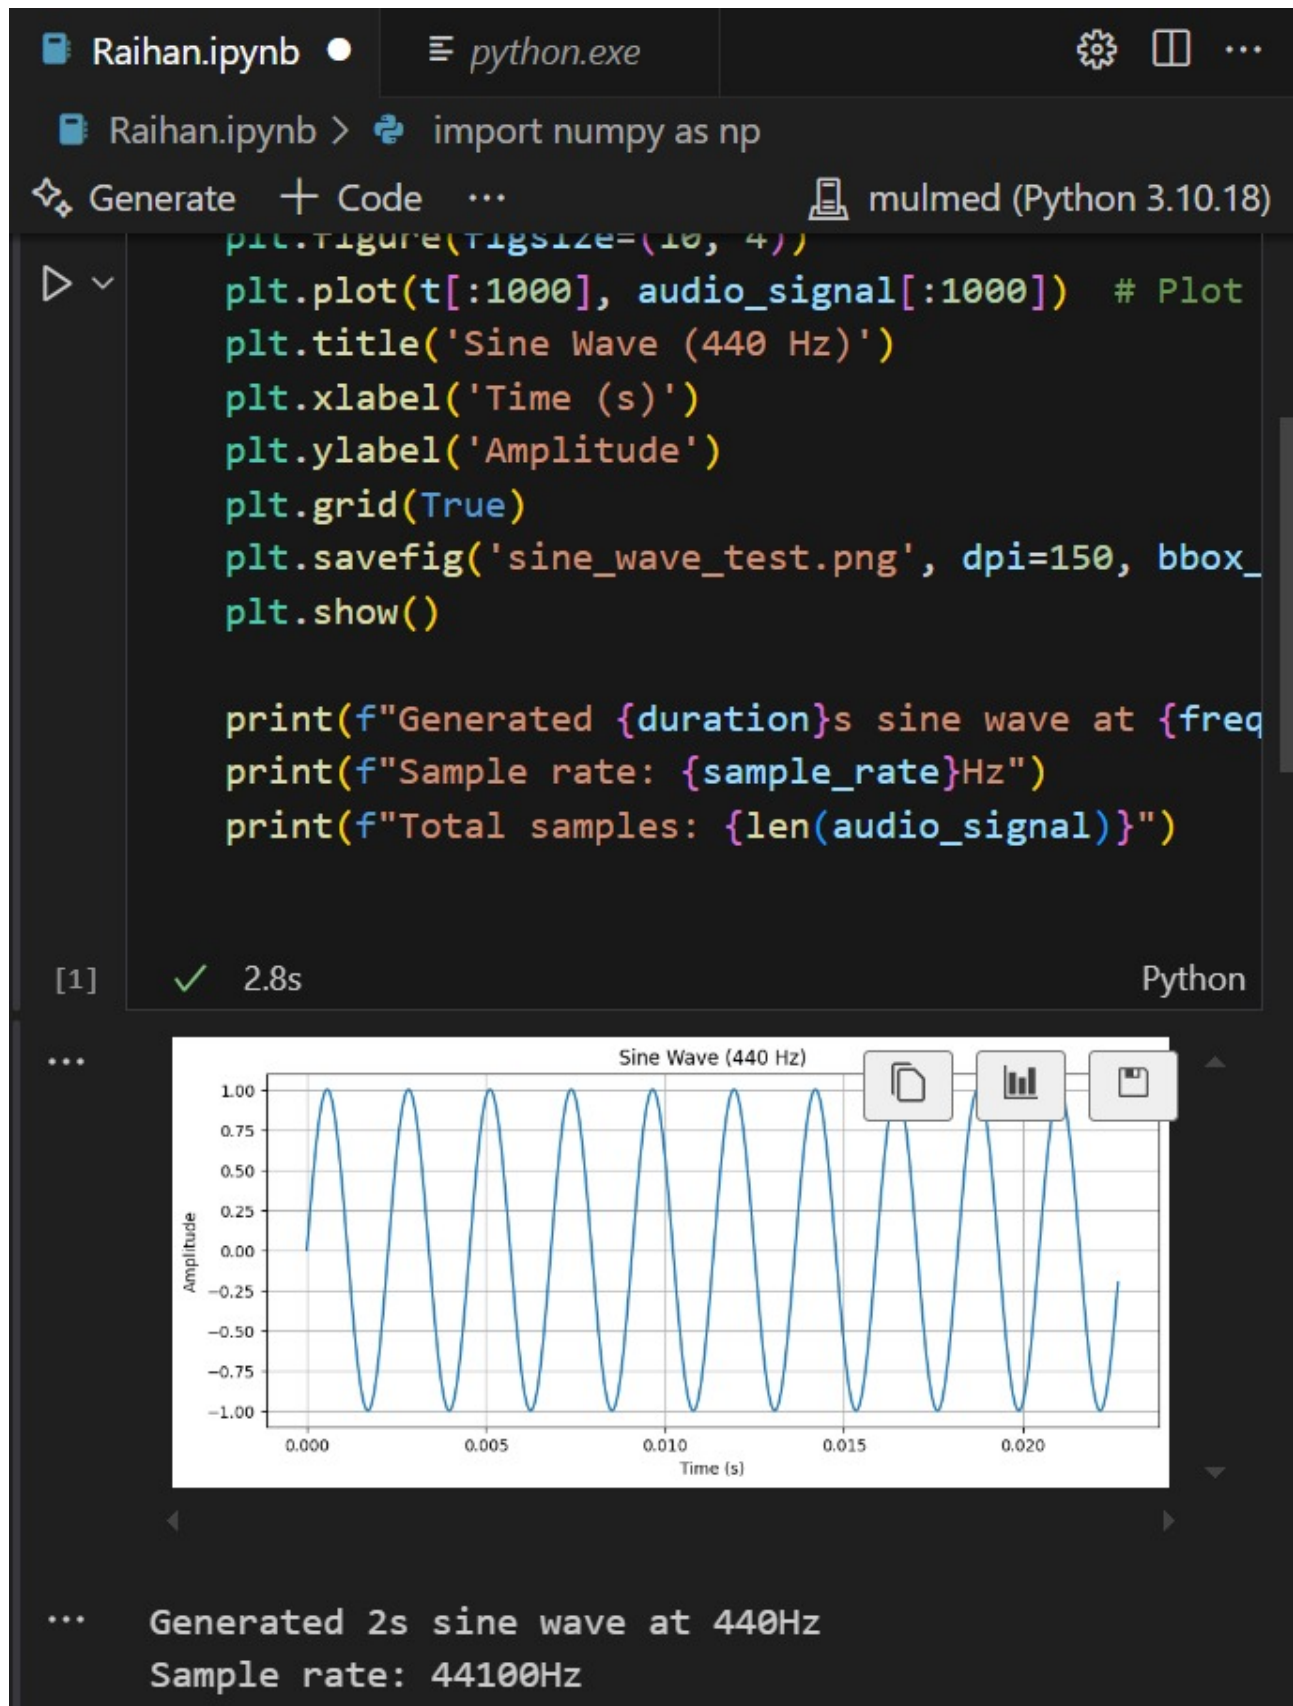 Raihan.ipynb
python.exe
Raihan.ipynb > import numpy as np
Generate + Code ... mulmed (Python 3.10.18)
plt.figure(figsize=(10, 4))
plt.plot(t[:1000], audio_signal[:1000])  # Plot
plt.title('Sine Wave (440 Hz)')
plt.xlabel('Time (s)')
plt.ylabel('Amplitude')
plt.grid(True)
plt.savefig('sine_wave_test.png', dpi=150, bbox_
plt.show()
print(f"Generated {duration}s sine wave at {freq
print(f"Sample rate: {sample_rate}Hz")
print(f"Total samples: {len(audio_signal)}")
[1] 2.8s Python
Sine Wave (440 Hz)
1.00
0.75
0.50
0.25
0.00
−0.25
−0.50
−0.75
−1.00
Amplitude
0.000 0.005 0.010 0.015 0.020
Time (s)
Generated 2s sine wave at 440Hz
Sample rate: 44100Hz